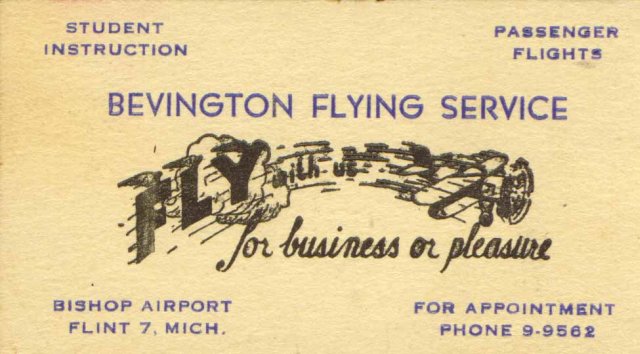 STUDENT
INSTRUCTION
PASSENGER
FLIGHTS
BEVINGTON FLYING SERVICE
FLY with us
for business or pleasure
BISHOP AIRPORT
FLINT 7, MICH.
FOR APPOINTMENT
PHONE 9-9562